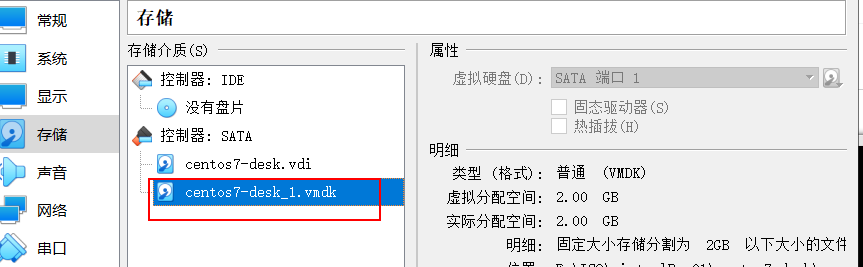 常规
系统
显示
存储
声音
网络
串口
存储
存储介质(S)
控制器: IDE
没有盘片
控制器: SATA
centos7-desk.vdi
centos7-desk_1.vmdk
属性
虚拟硬盘(D): SATA 端口 1
固态驱动器(S)
热插拔(H)
明细
类型 (格式): 普通 (VMDK)
虚拟分配空间: 2.00 GB
实际分配空间: 2.00 GB
明细: 固定大小存储分割为 2GB 以下大小的文件